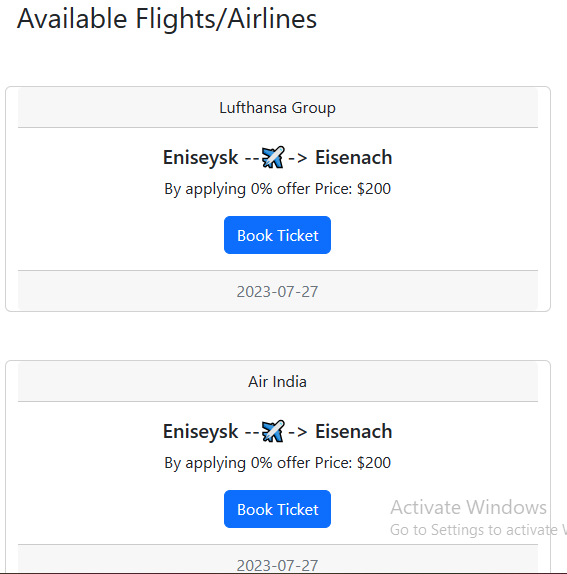 Available Flights/Airlines
Lufthansa Group
Eniseysk --✈-> Eisenach
By applying 0% offer Price: $200
Book Ticket
2023-07-27
Air India
Eniseysk --✈-> Eisenach
By applying 0% offer Price: $200
Book Ticket
Activate Windows
Go to Settings to activate
2023-07-27